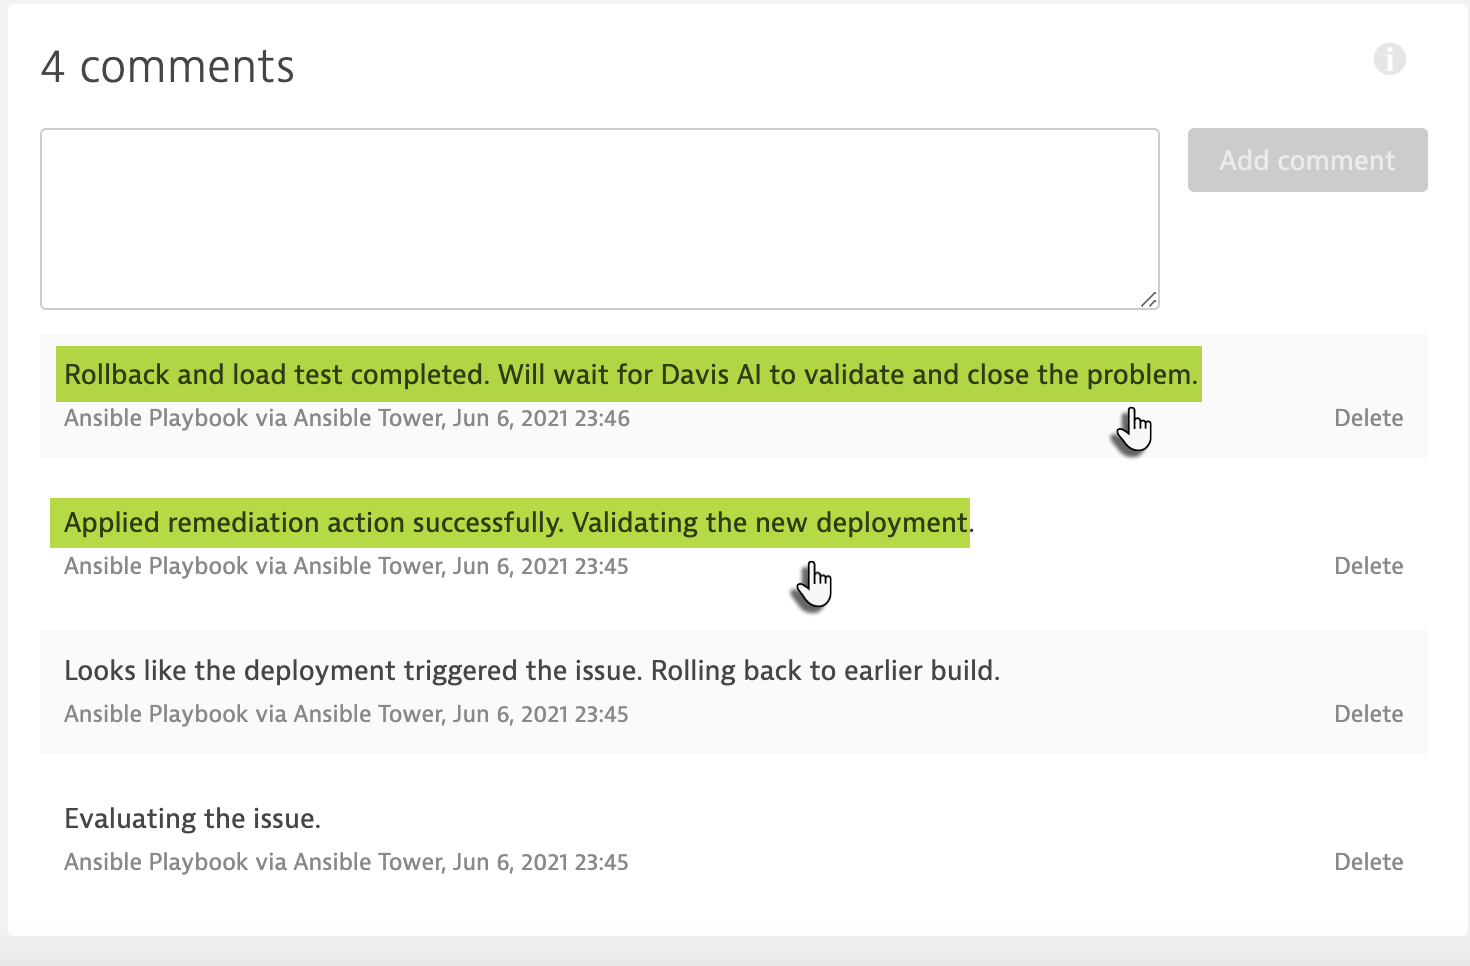 4 comments
Add comment
Rollback and load test completed. Will wait for Davis AI to validate and close the problem.
Ansible Playbook via Ansible Tower, Jun 6, 2021 23:46
Delete
Applied remediation action successfully. Validating the new deployment.
Ansible Playbook via Ansible Tower, Jun 6, 2021 23:45
Delete
Looks like the deployment triggered the issue. Rolling back to earlier build.
Ansible Playbook via Ansible Tower, Jun 6, 2021 23:45
Delete
Evaluating the issue.
Ansible Playbook via Ansible Tower, Jun 6, 2021 23:45
Delete